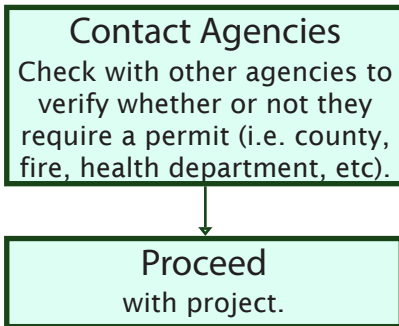 Contact Agencies
Check with other agencies to
verify whether or not they
require a permit (i.e. county,
fire, health department, etc).
Proceed
with project.